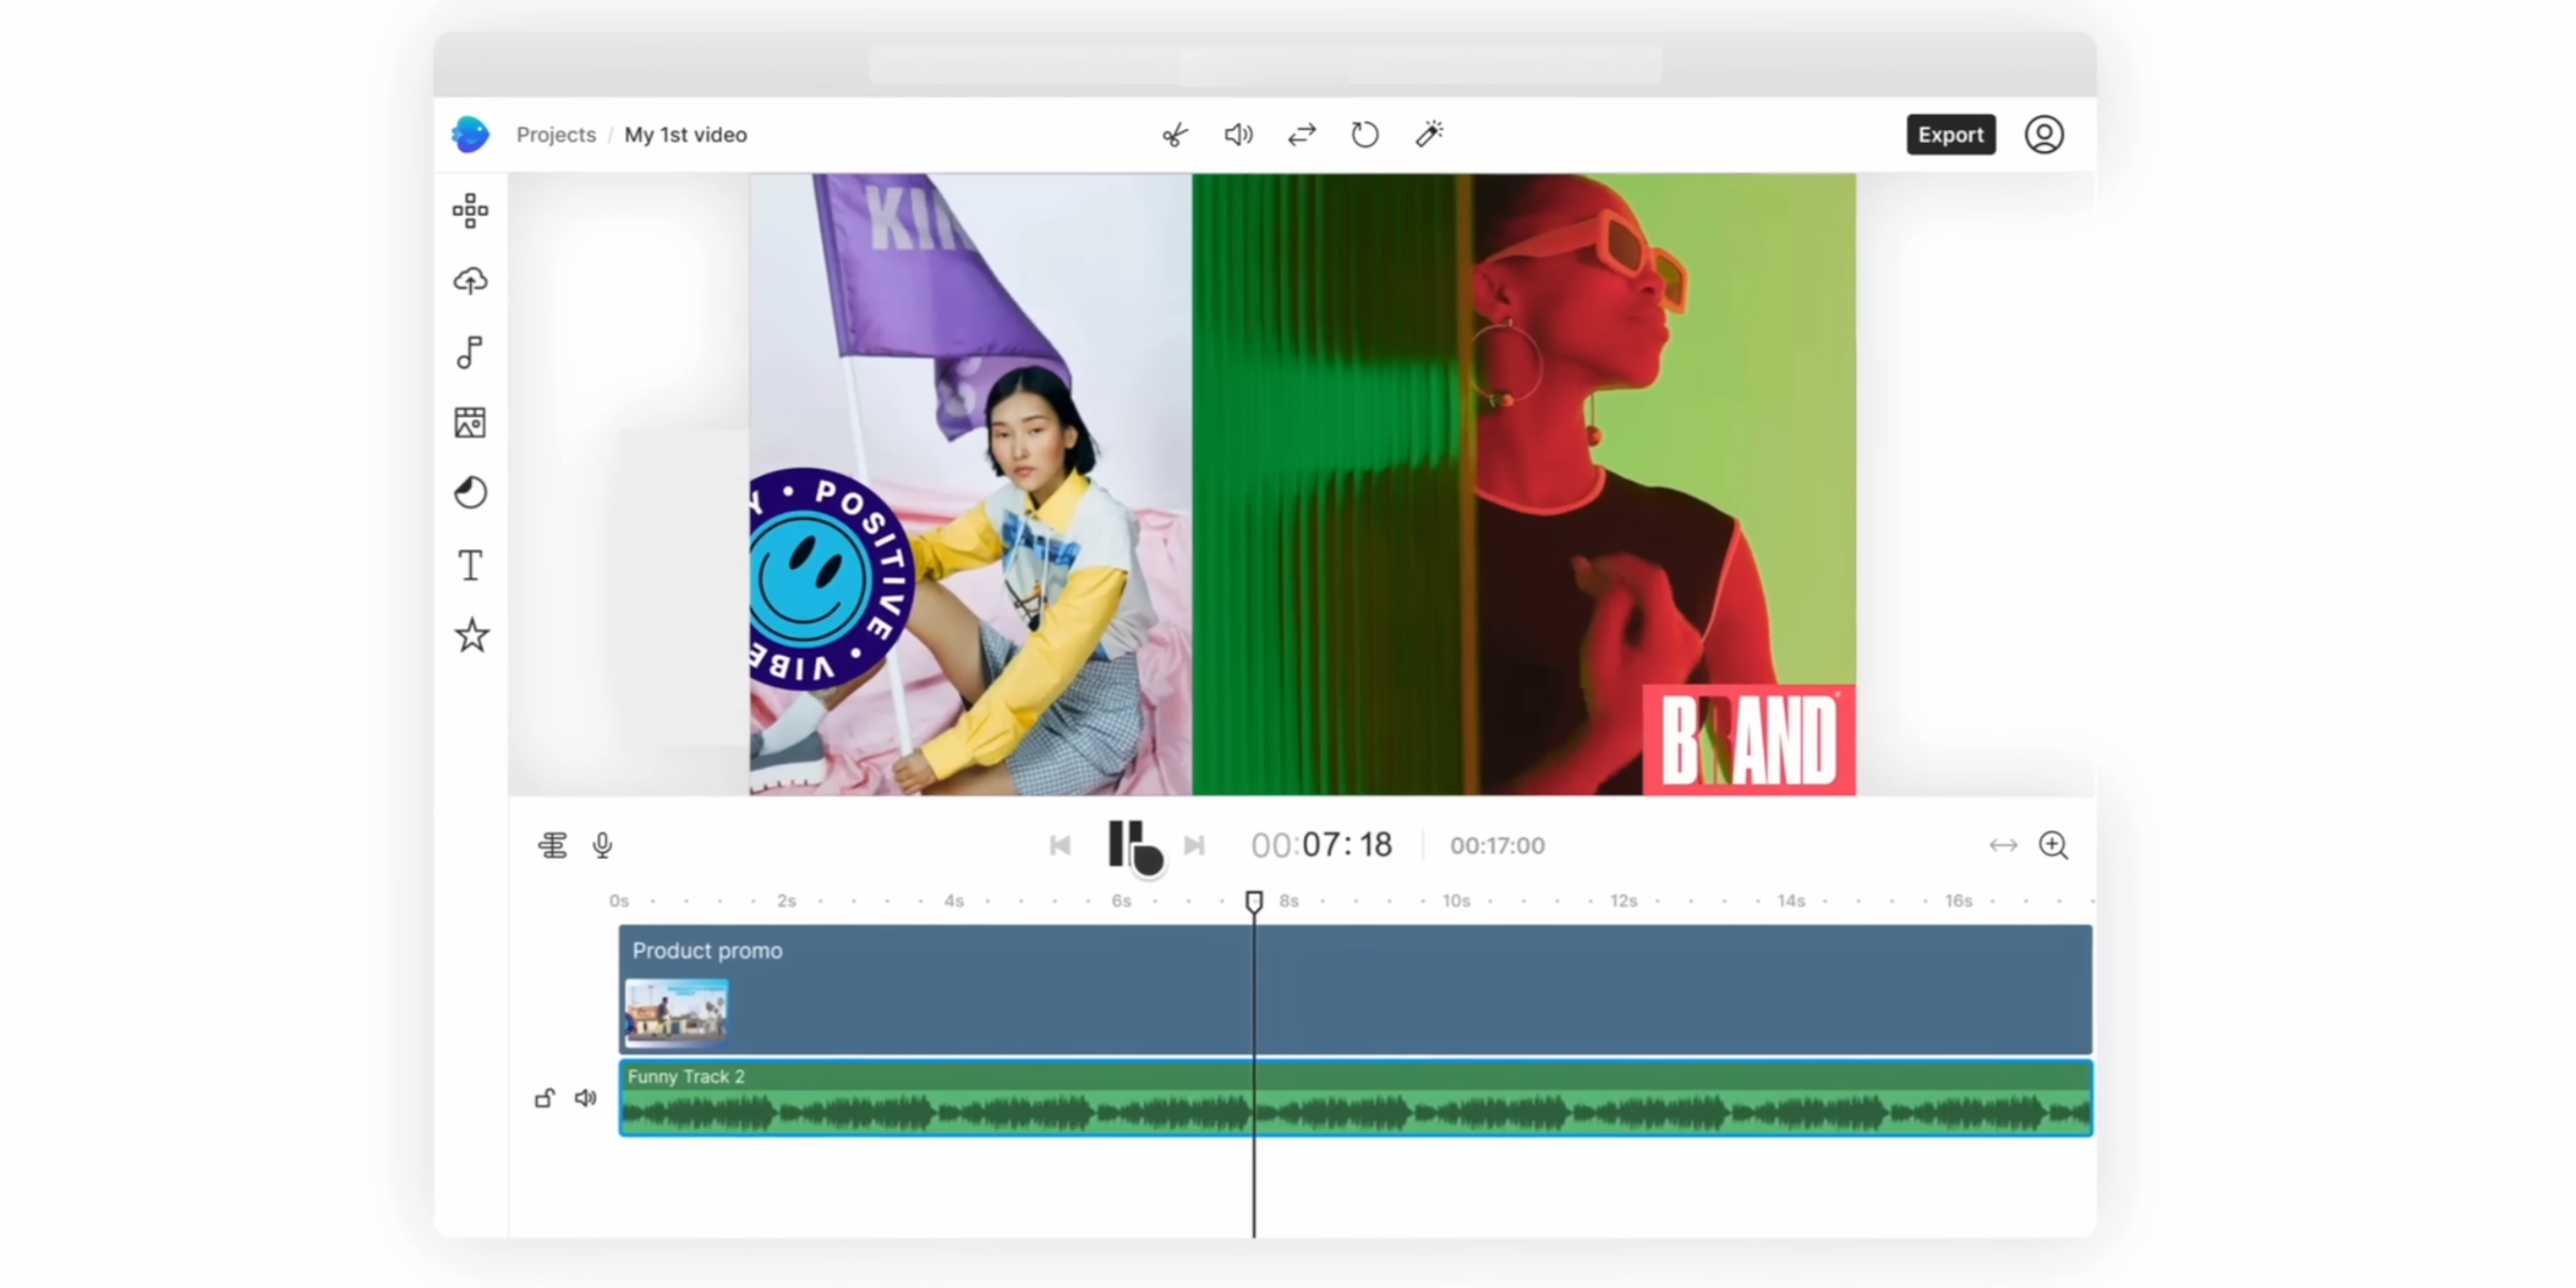 Projects / My 1st video
Export
KIN
Y • POSITIVE • VIBE
BRAND
00:07:18
00:17:00
0s 2s 4s 6s 8s 10s 12s 14s 16s
Product promo
Funny Track 2